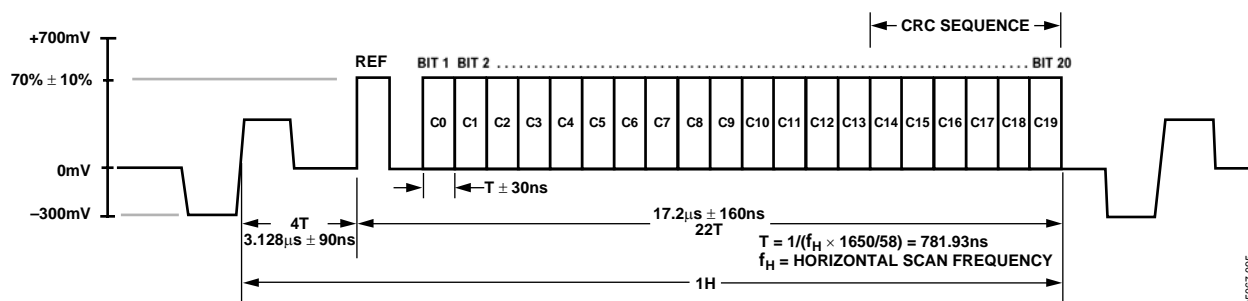 +700mV
CRC SEQUENCE
REF
70% ± 10%
BIT 1 BIT 2 BIT 20
C0 C1 C2 C3 C4 C5 C6 C7 C8 C9 C10 C11 C12 C13 C14 C15 C16 C17 C18 C19
0mV
T ± 30ns
–300mV
4T
3.128µs ± 90ns
17.2µs ± 160ns
22T
T = 1/(fH × 1650/58) = 781.93ns
fH = HORIZONTAL SCAN FREQUENCY
1H